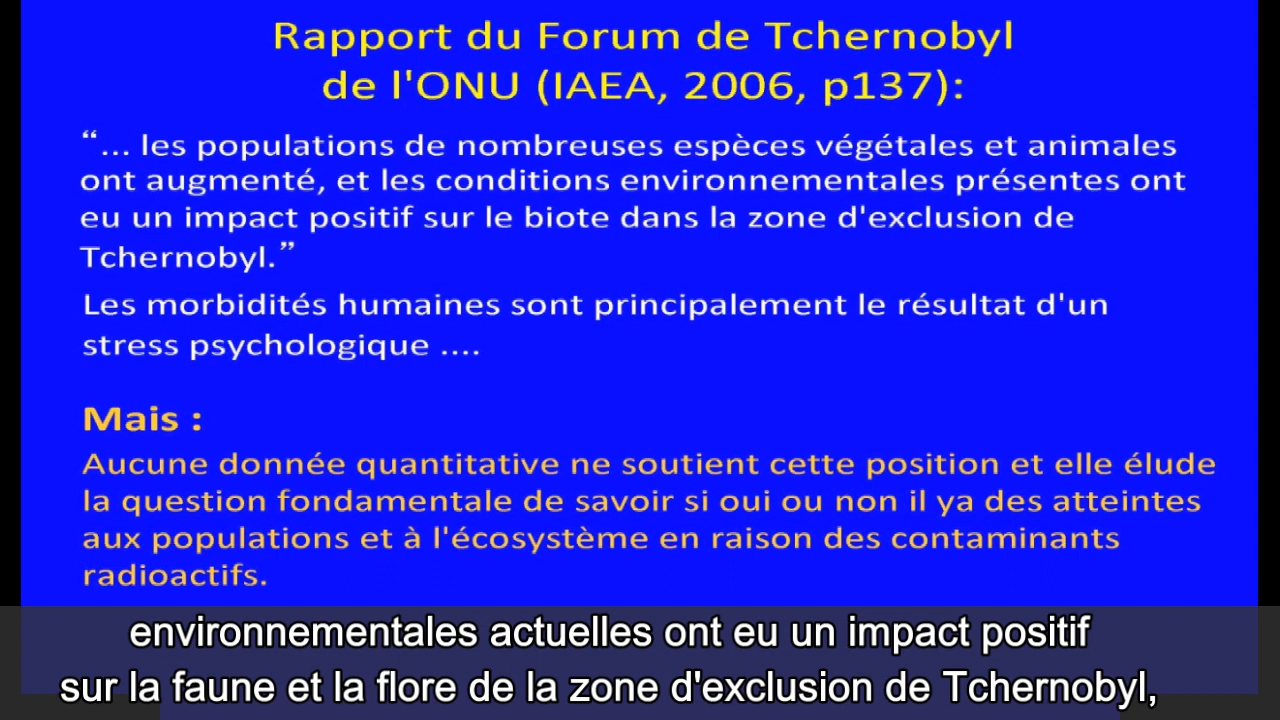 Rapport du Forum de Tchernobyl
de l'ONU (IAEA, 2006, p137):
“... les populations de nombreuses espèces végétales et animales
ont augmenté, et les conditions environnementales présentes ont
eu un impact positif sur le biote dans la zone d'exclusion de
Tchernobyl.”
Les morbidités humaines sont principalement le résultat d'un
stress psychologique ....
Mais :
Aucune donnée quantitative ne soutient cette position et elle élude
la question fondamentale de savoir si oui ou non il ya des atteintes
aux populations et à l'écosystème en raison des contaminants
radioactifs.
environnementales actuelles ont eu un impact positif
sur la faune et la flore de la zone d'exclusion de Tchernobyl,